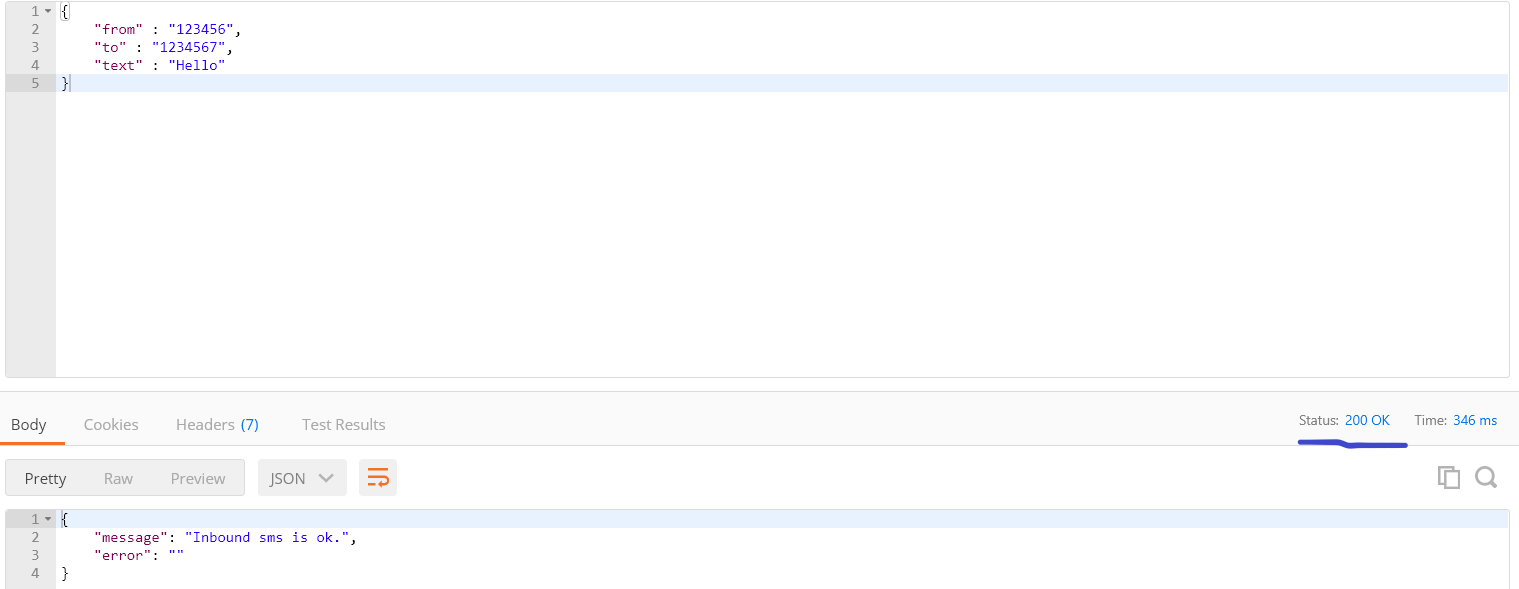 1 {
2 "from" : "123456",
3 "to" : "1234567",
4 "text" : "Hello"
5 }
Body Cookies Headers (7) Test Results Status: 200 OK Time: 346 ms
Pretty Raw Preview JSON
1 {
2 "message": "Inbound sms is ok.",
3 "error": ""
4 }